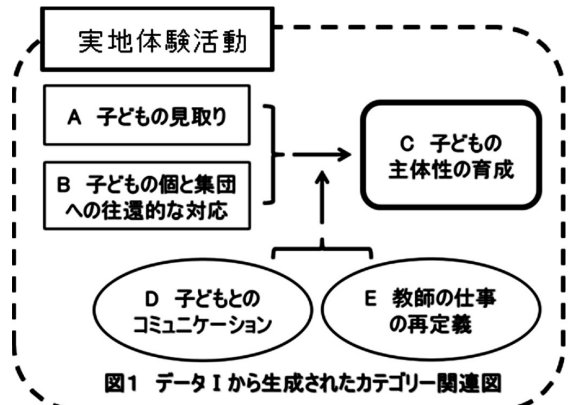 実地体験活動
A 子どもの見取り
B 子どもの個と集団
への往還的な対応
C 子どもの
主体性の育成
D 子どもとの
コミュニケーション
E 教師の仕事
の再定義
図1 データⅠから生成されたカテゴリー関連図